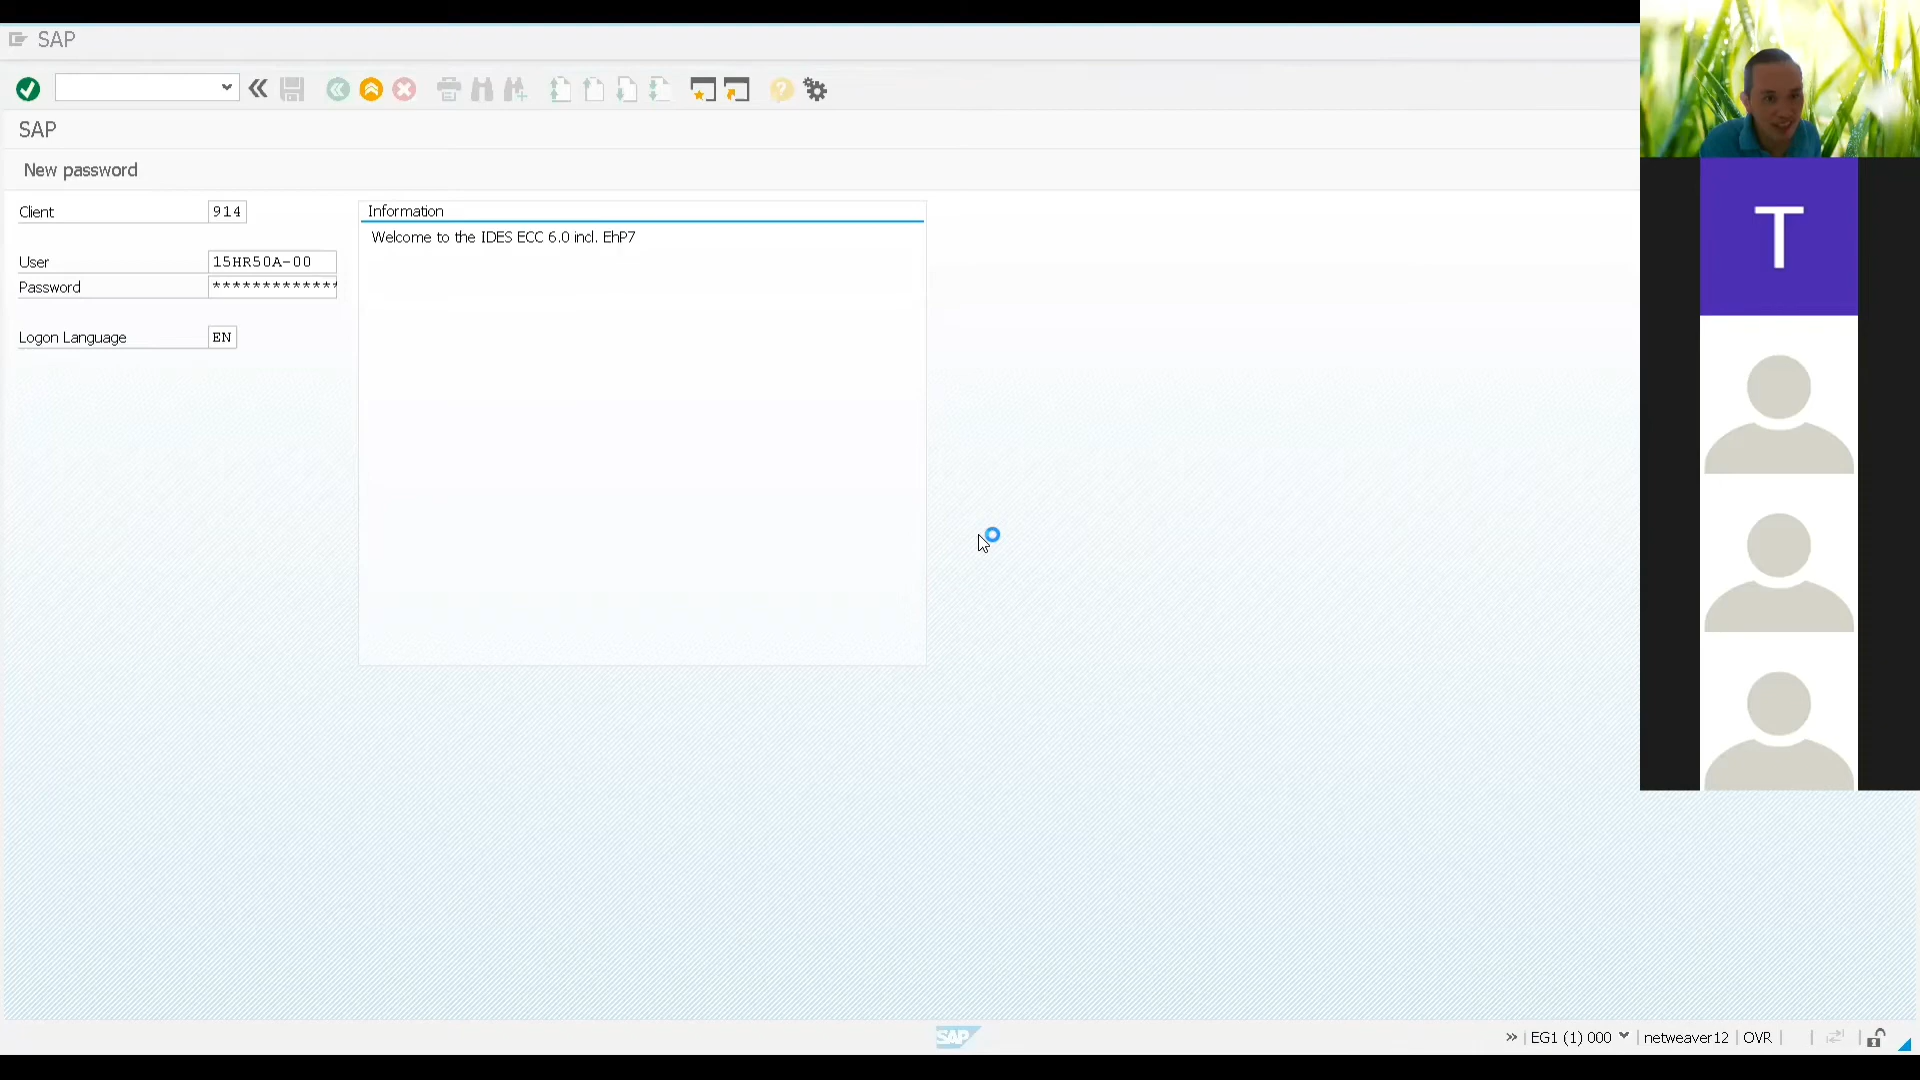 SAP
SAP
New password
Client 914
Information
Welcome to the IDES ECC 6.0 incl. EhP7
User 15HR50A-00
Password *************
Logon Language EN
T
SAP
EG1 (1) 000 netweaver12 OVR